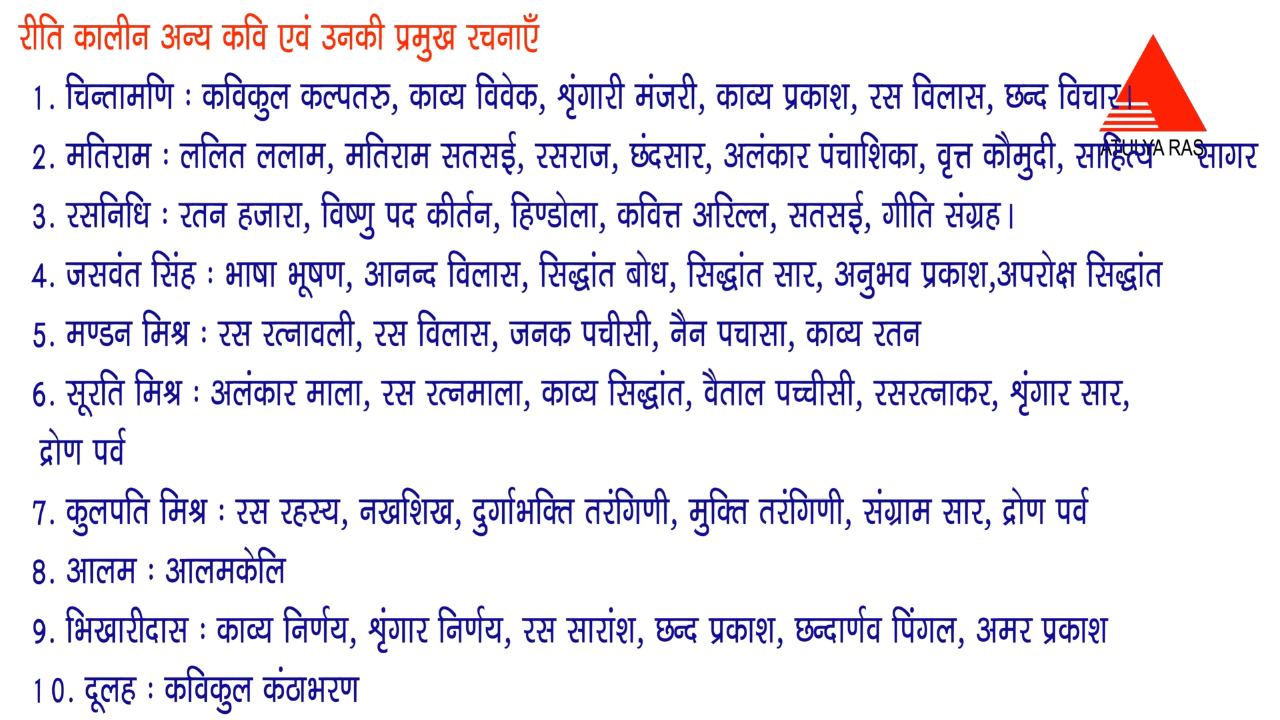 रीति कालीन अन्य कवि एवं उनकी प्रमुख रचनाएँ
1. चिन्तामणि : कविकुल कल्पतरु, काव्य विवेक, श्रृंगारी मंजरी, काव्य प्रकाश, रस विलास, छन्द विचार।
2. मतिराम : ललित ललाम, मतिराम सतसई, रसराज, छंदसार, अलंकार पंचाशिका, वृत्त कौमुदी, साहित्य सागर
ATULYA RAS
3. रसनिधि : रतन हजारा, विष्णु पद कीर्तन, हिण्डोला, कवित्त अरिल्ल, सतसई, गीति संग्रह।
4. जसवंत सिंह : भाषा भूषण, आनन्द विलास, सिद्धांत बोध, सिद्धांत सार, अनुभव प्रकाश,अपरोक्ष सिद्धांत
5. मण्डन मिश्र : रस रत्नावली, रस विलास, जनक पचीसी, नैन पचासा, काव्य रतन
6. सूरति मिश्र : अलंकार माला, रस रत्नमाला, काव्य सिद्धांत, वैताल पच्चीसी, रसरत्नाकर, श्रृंगार सार,
द्रोण पर्व
7. कुलपति मिश्र : रस रहस्य, नखशिख, दुर्गाभक्ति तरंगिणी, मुक्ति तरंगिणी, संग्राम सार, द्रोण पर्व
8. आलम : आलमकेलि
9. भिखारीदास : काव्य निर्णय, श्रृंगार निर्णय, रस सारांश, छन्द प्रकाश, छन्दार्णव पिंगल, अमर प्रकाश
10. दूलह : कविकुल कंठाभरण